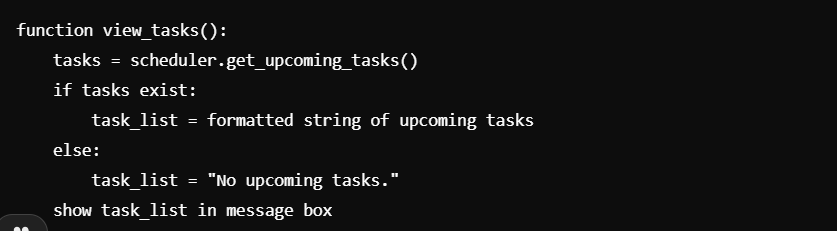 function view_tasks():
    tasks = scheduler.get_upcoming_tasks()
    if tasks exist:
        task_list = formatted string of upcoming tasks
    else:
        task_list = "No upcoming tasks."
    show task_list in message box